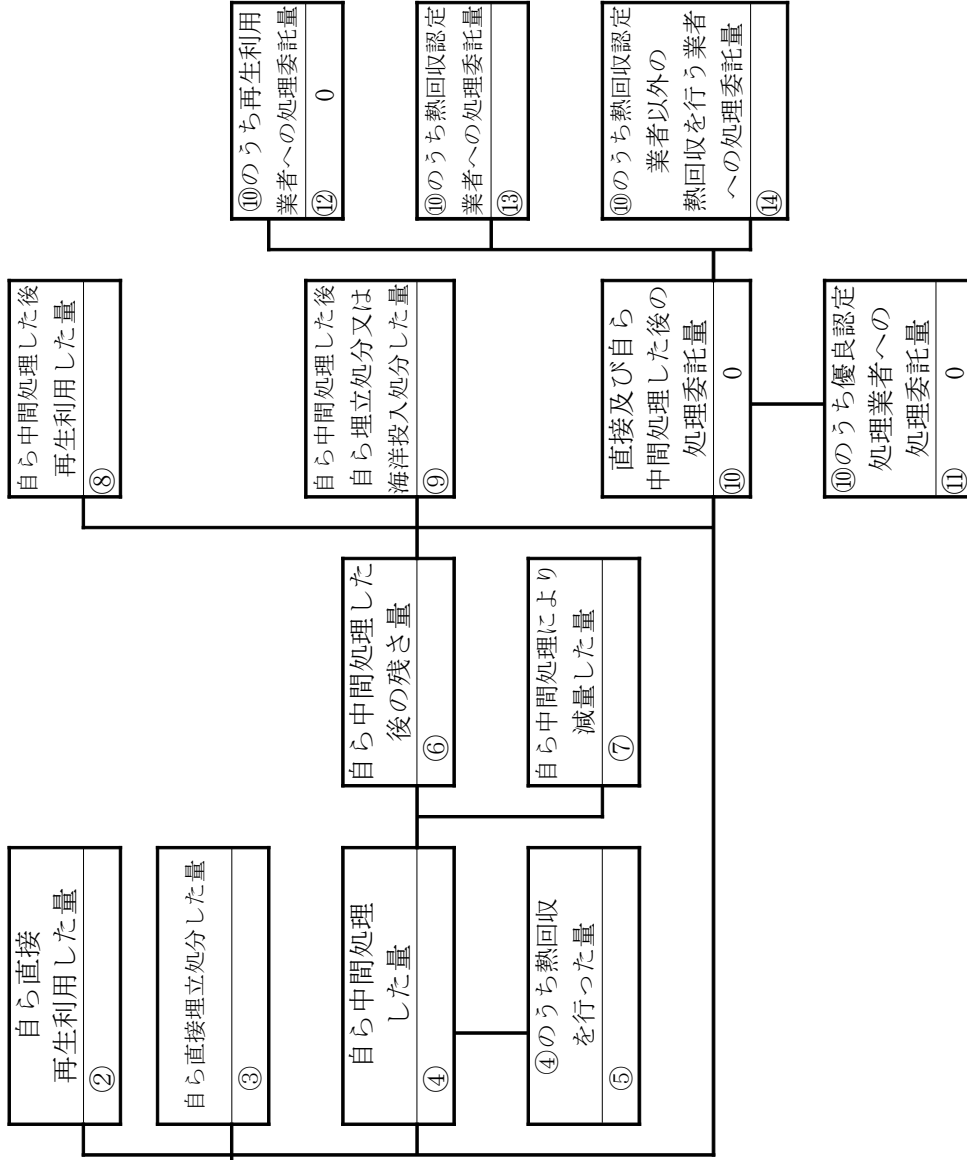 自ら直接
再生利用した量
②
自ら直接埋立処分した量
③
自ら中間処理
した量
④
④のうち熱回収
を行った量
⑤
自ら中間処理した
後の残さ量
⑥
自ら中間処理により
減量した量
⑦
自ら中間処理した後
再生利用した量
⑧
自ら中間処理した後
自ら埋立処分又は
海洋投入処分した量
⑨
直接及び自ら
中間処理した後の
処理委託量
⑩ 0
⑩のうち優良認定
処理業者への
処理委託量
⑪ 0
⑩のうち再生利用
業者への処理委託量
⑫ 0
⑩のうち熱回収認定
業者への処理委託量
⑬
⑩のうち熱回収認定
業者以外の
熱回収を行う業者
への処理委託量
⑭